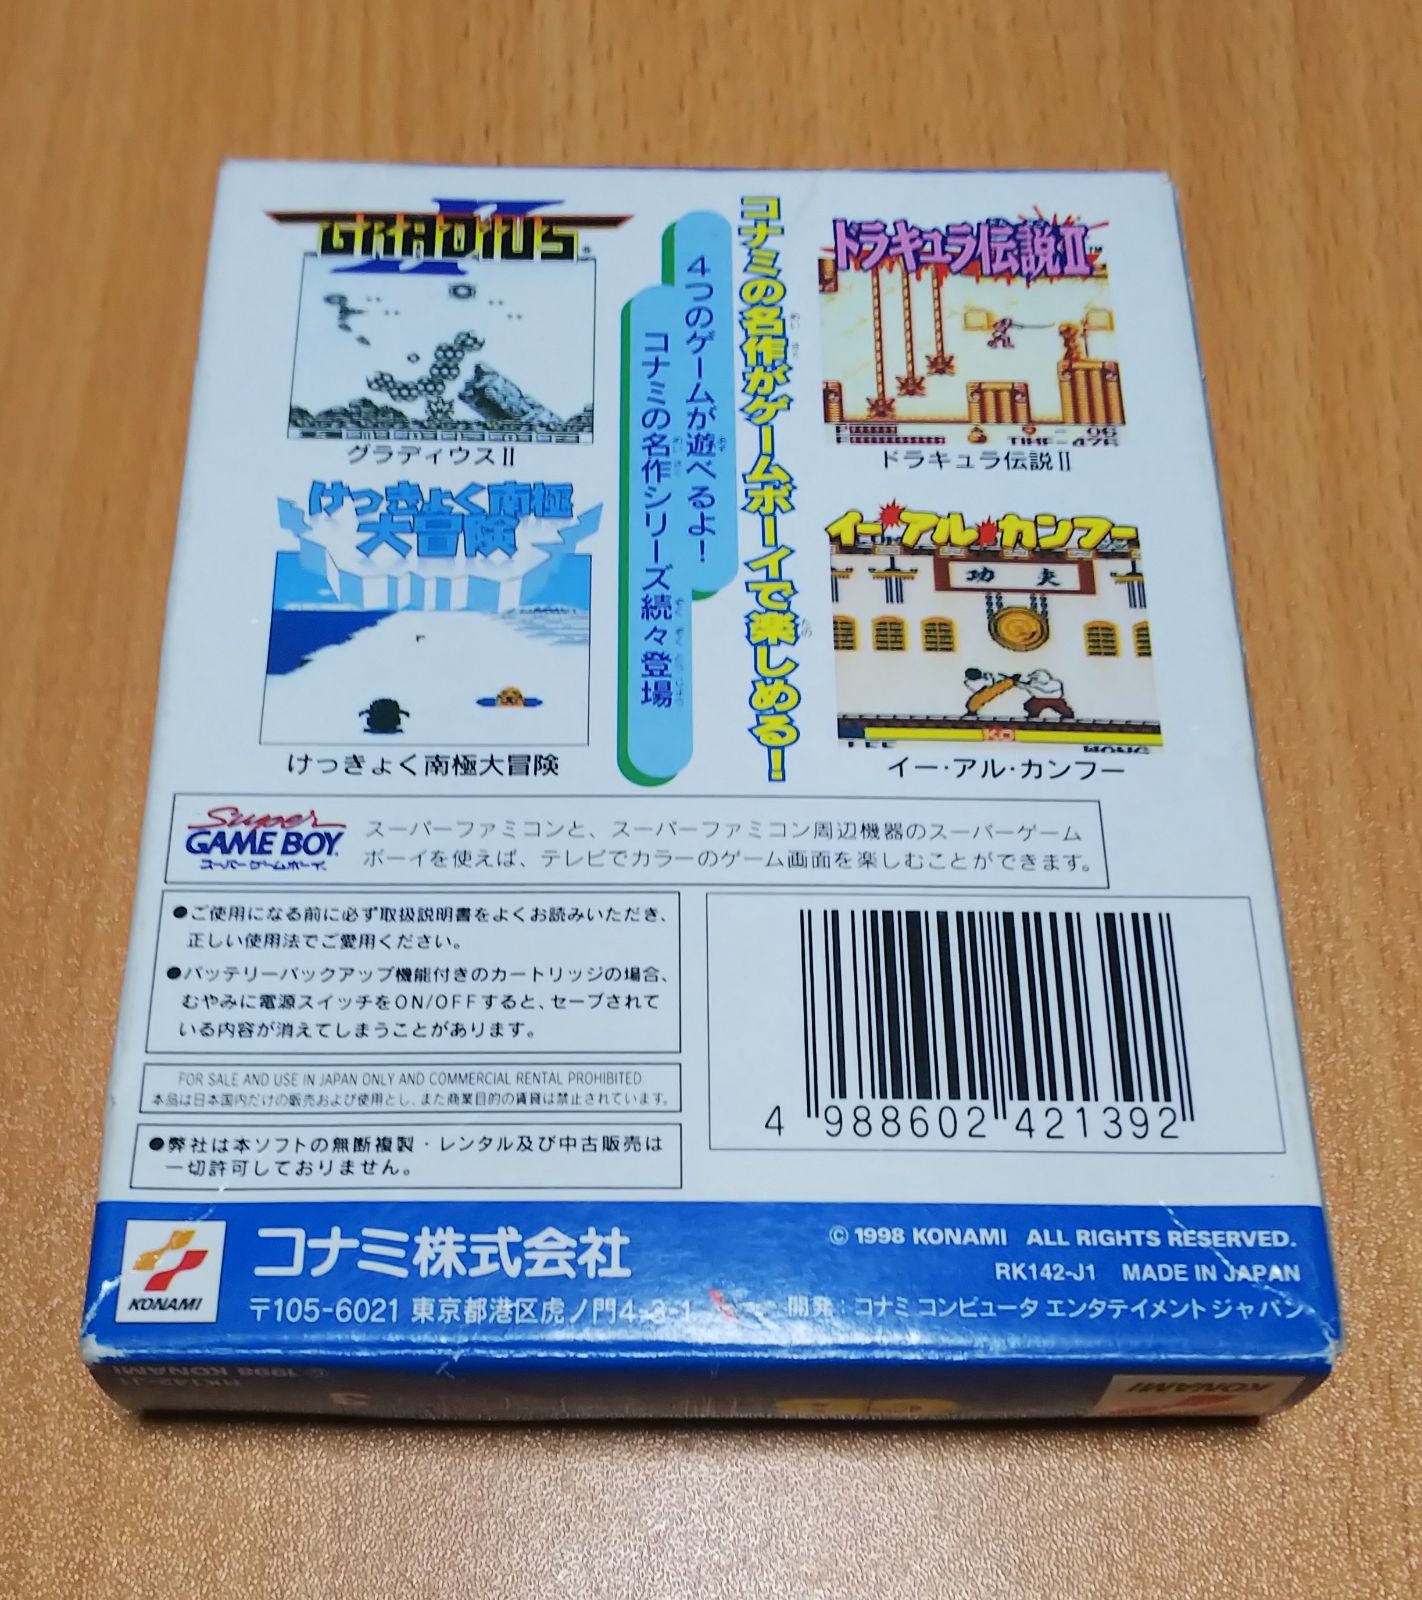 GRADIUS
II
グラディウスII
けっきょく南極
大冒険
けっきょく南極大冒険
コナミの名作がゲームボーイで楽しめる!
4つのゲームが遊べるよ!
コナミの名作シリーズ続々登場
ドラキュラ伝説II
TIME-476
ドラキュラ伝説II
イー・アル・カンフー
功夫
KO
LEE
WONG
イー・アル・カンフー
Super
GAME BOY
スーパーゲームボーイ
スーパーファミコンと、スーパーファミコン周辺機器のスーパーゲーム
ボーイを使えば、テレビでカラーのゲーム画面を楽しむことができます。
●ご使用になる前に必ず取扱説明書をよくお読みいただき、
正しい使用法でご愛用ください。
●バッテリーバックアップ機能付きのカートリッジの場合、
むやみに電源スイッチをON/OFFすると、セーブされて
いる内容が消えてしまうことがあります。
FOR SALE AND USE IN JAPAN ONLY AND COMMERCIAL RENTAL PROHIBITED.
本品は日本国内だけの販売および使用とし、また商業目的の賃貸は禁止されています。
●弊社は本ソフトの無断複製・レンタル及び中古販売は
一切許可しておりません。
4 988602 421392
KONAMI
コナミ株式会社
〒105-6021 東京都港区虎ノ門4-3-1
© 1998 KONAMI ALL RIGHTS RESERVED.
RK142-J1 MADE IN JAPAN
開発:コナミ コンピュータ エンタテイメント ジャパン
RK142-J1
© 1998 KONAMI
KONAMI